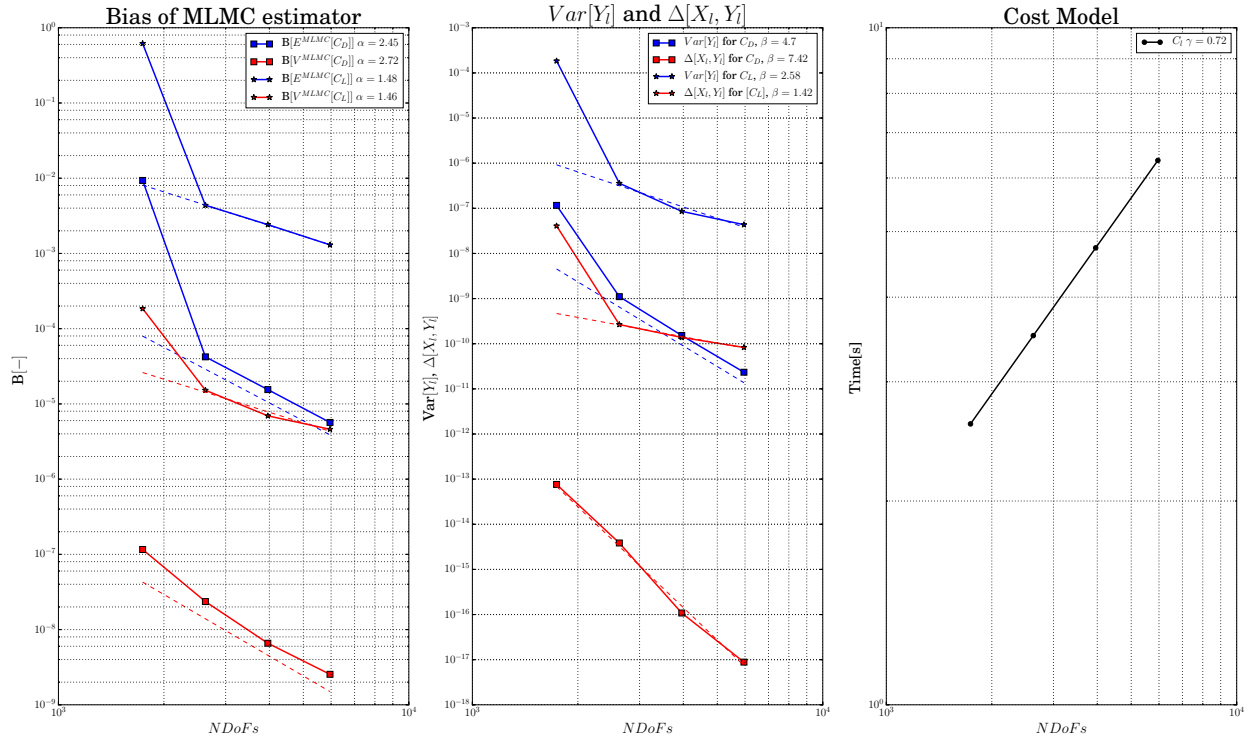 Bias of MLMC estimator
B[E^{MLMC}[C_D]] α = 2.45
B[V^{MLMC}[C_D]] α = 2.72
B[E^{MLMC}[C_L]] α = 1.48
B[V^{MLMC}[C_L]] α = 1.46
B[−]
10^0
10^{-1}
10^{-2}
10^{-3}
10^{-4}
10^{-5}
10^{-6}
10^{-7}
10^{-8}
10^{-9}
10^3
10^4
NDoFs
Var[Y_l] and Δ[X_l, Y_l]
Var[Y_l] for C_D, β = 4.7
Δ[X_l, Y_l] for C_D, β = 7.42
Var[Y_l] for C_L, β = 2.58
Δ[X_l, Y_l] for [C_L], β = 1.42
Var[Y_l], Δ[X_l, Y_l]
10^{-3}
10^{-4}
10^{-5}
10^{-6}
10^{-7}
10^{-8}
10^{-9}
10^{-10}
10^{-11}
10^{-12}
10^{-13}
10^{-14}
10^{-15}
10^{-16}
10^{-17}
10^{-18}
10^3
10^4
NDoFs
Cost Model
C_l γ = 0.72
Time[s]
10^1
10^0
10^3
10^4
NDoFs